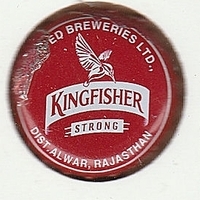 ED BREWERIES LTD.,
KINGFISHER
STRONG
DIST. ALWAR, RAJASTHAN